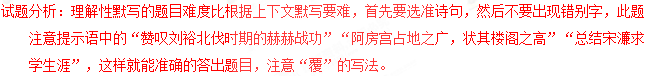 试题分析：理解性默写的题目难度比根据上下文默写要难，首先要选准诗句，然后不要出现错别字，此题
注意提示语中的“赞叹刘裕北伐时期的赫赫战功”“阿房宫占地之广，状其楼阁之高”“总结宋濂求
学生涯”，这样就能准确的答出题目，注意“覆”的写法。